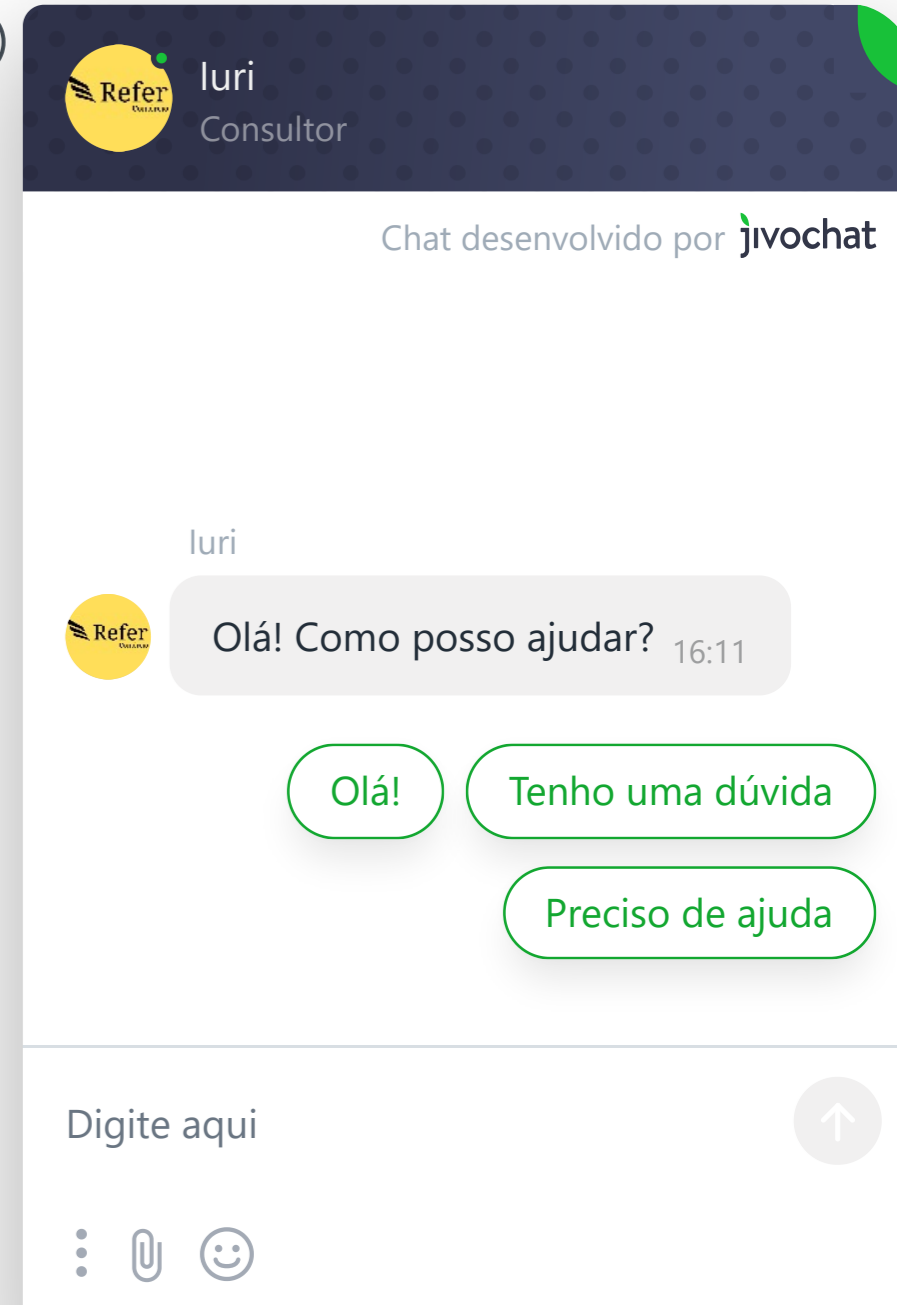 Refer
Iuri
Consultor
Chat desenvolvido por jivochat
Iuri
Refer
Olá! Como posso ajudar? 16:11
Olá! Tenho uma dúvida
Preciso de ajuda
Digite aqui